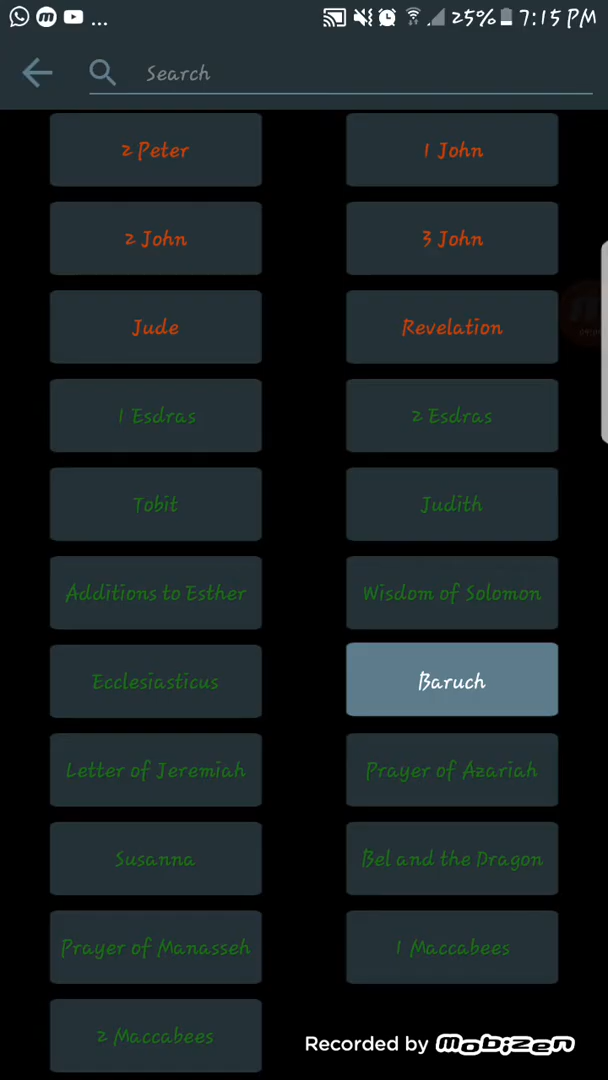 ... 25% 7:15 PM
Search
2 Peter 1 John
2 John 3 John
Jude Revelation
1 Esdras 2 Esdras
Tobit Judith
Additions to Esther Wisdom of Solomon
Ecclesiasticus Baruch
Letter of Jeremiah Prayer of Azariah
Susanna Bel and the Dragon
Prayer of Manasseh 1 Maccabees
2 Maccabees
Recorded by mobizen